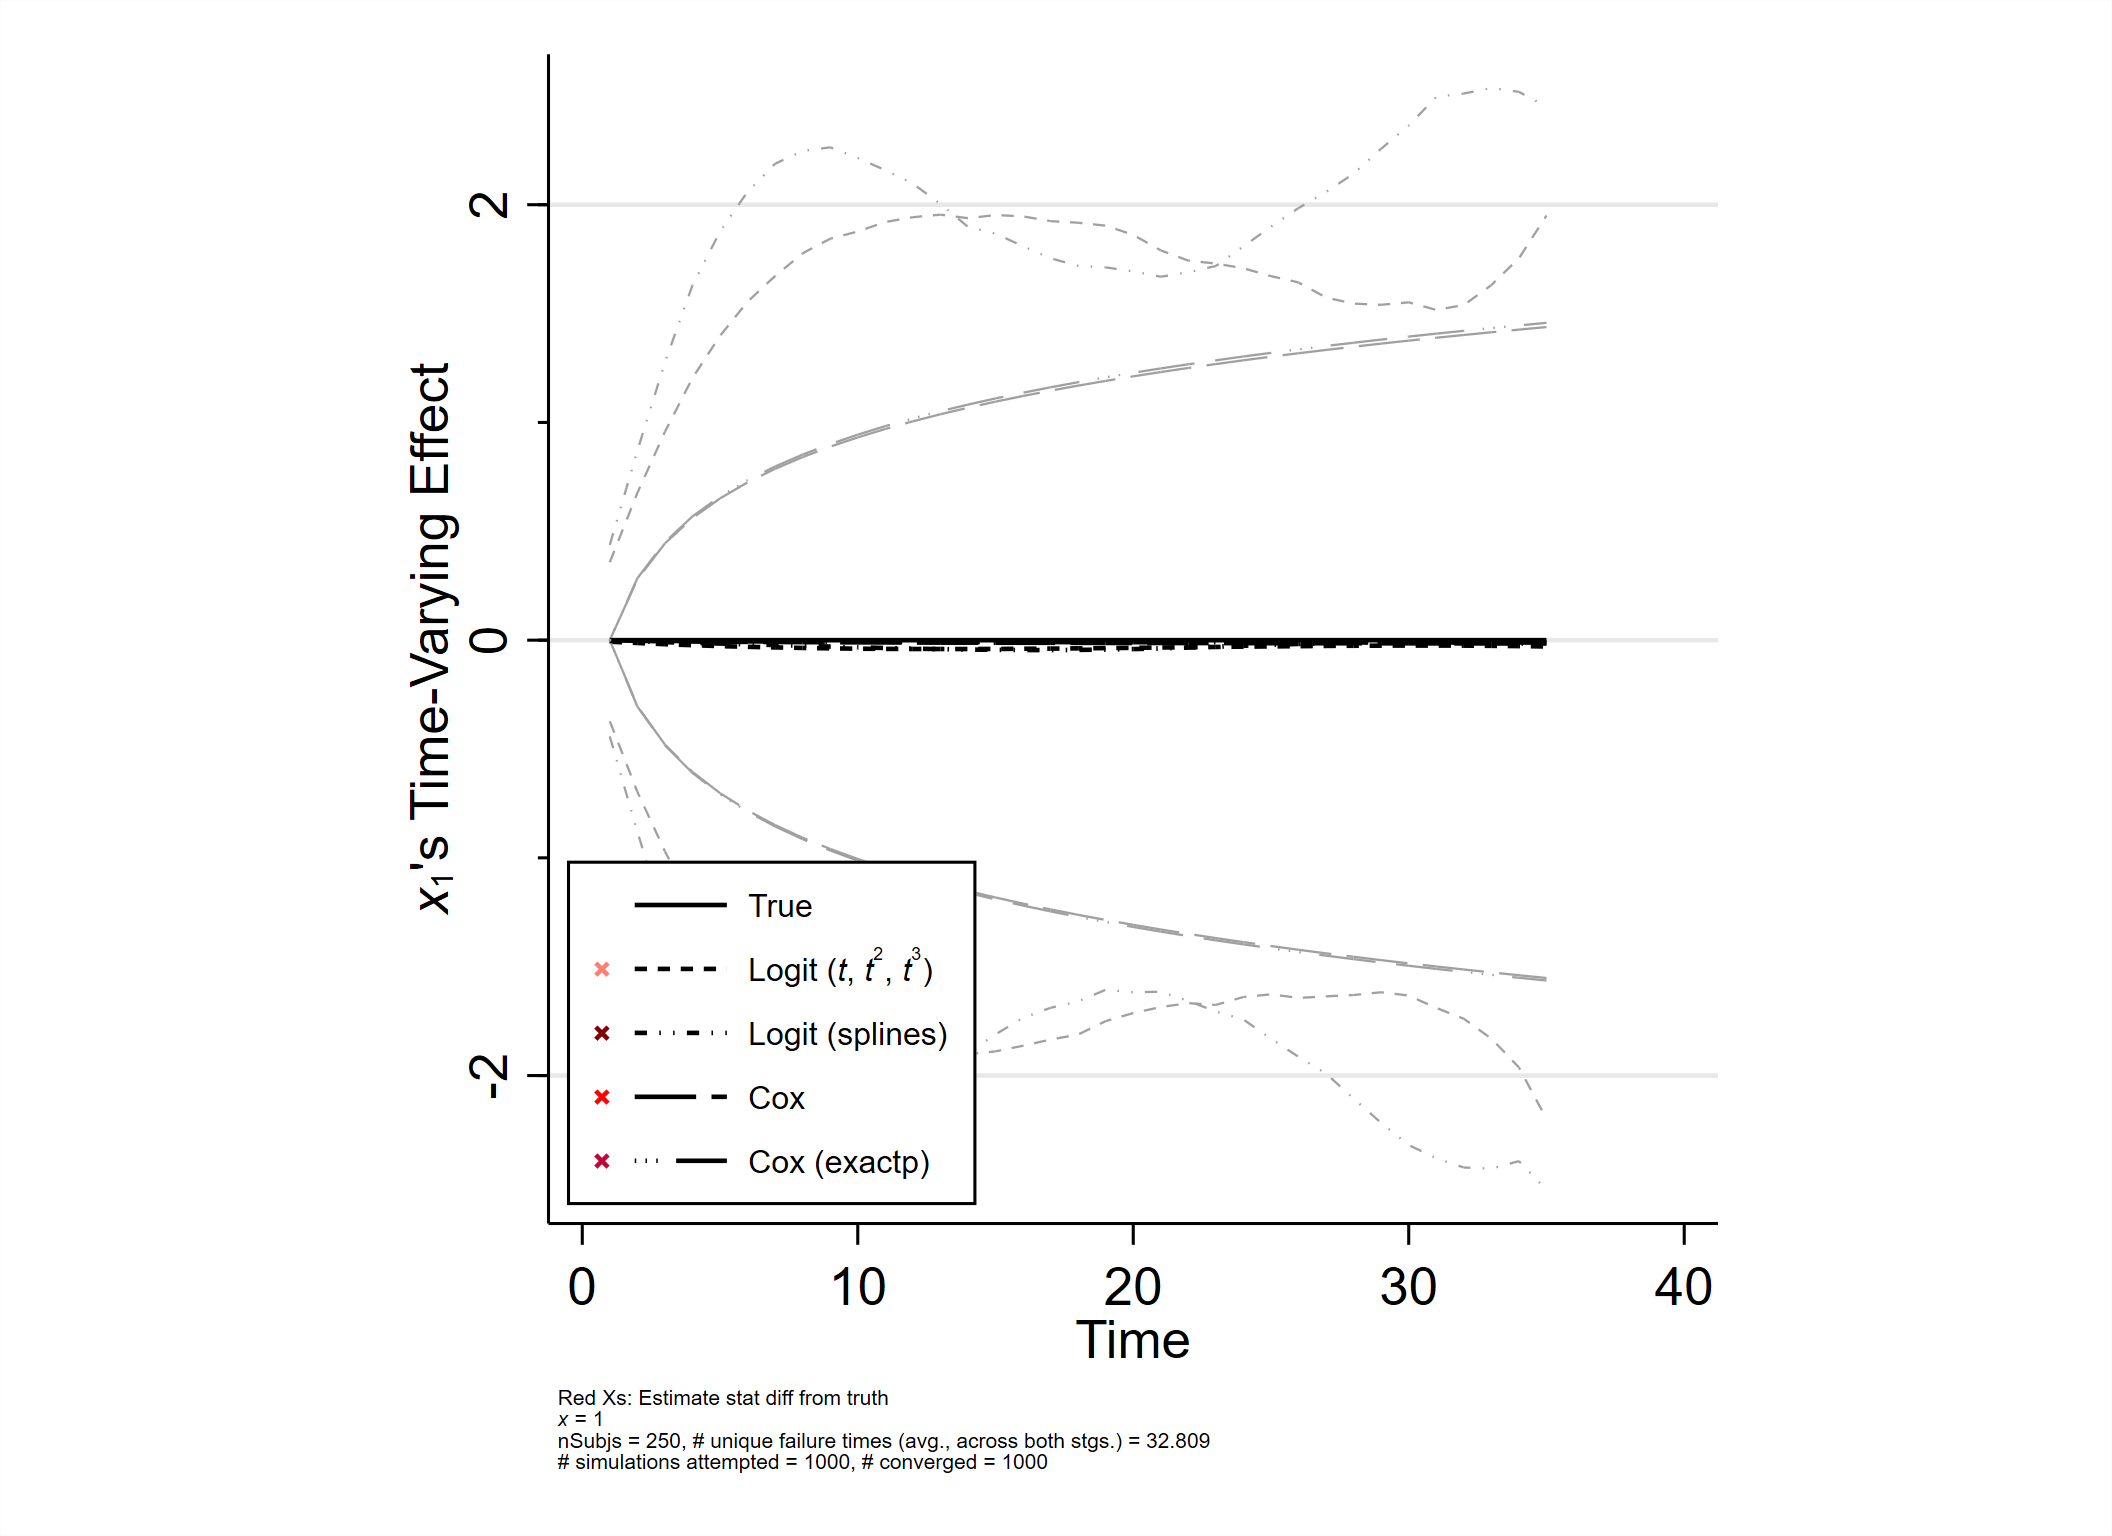 x₁'s Time-Varying Effect
2
0
-2
True
Logit (t, t², t³)
Logit (splines)
Cox
Cox (exactp)
0 10 20 30 40
Time
Red Xs: Estimate stat diff from truth
x = 1
nSubjs = 250, # unique failure times (avg., across both stgs.) = 32.809
# simulations attempted = 1000, # converged = 1000